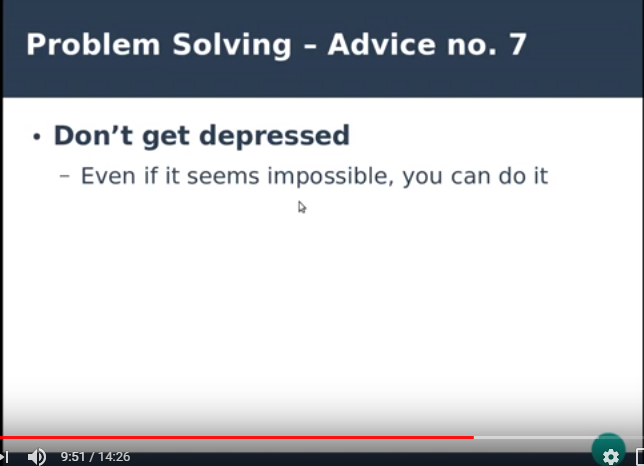 Problem Solving – Advice no. 7
• Don’t get depressed
– Even if it seems impossible, you can do it
9:51 / 14:26